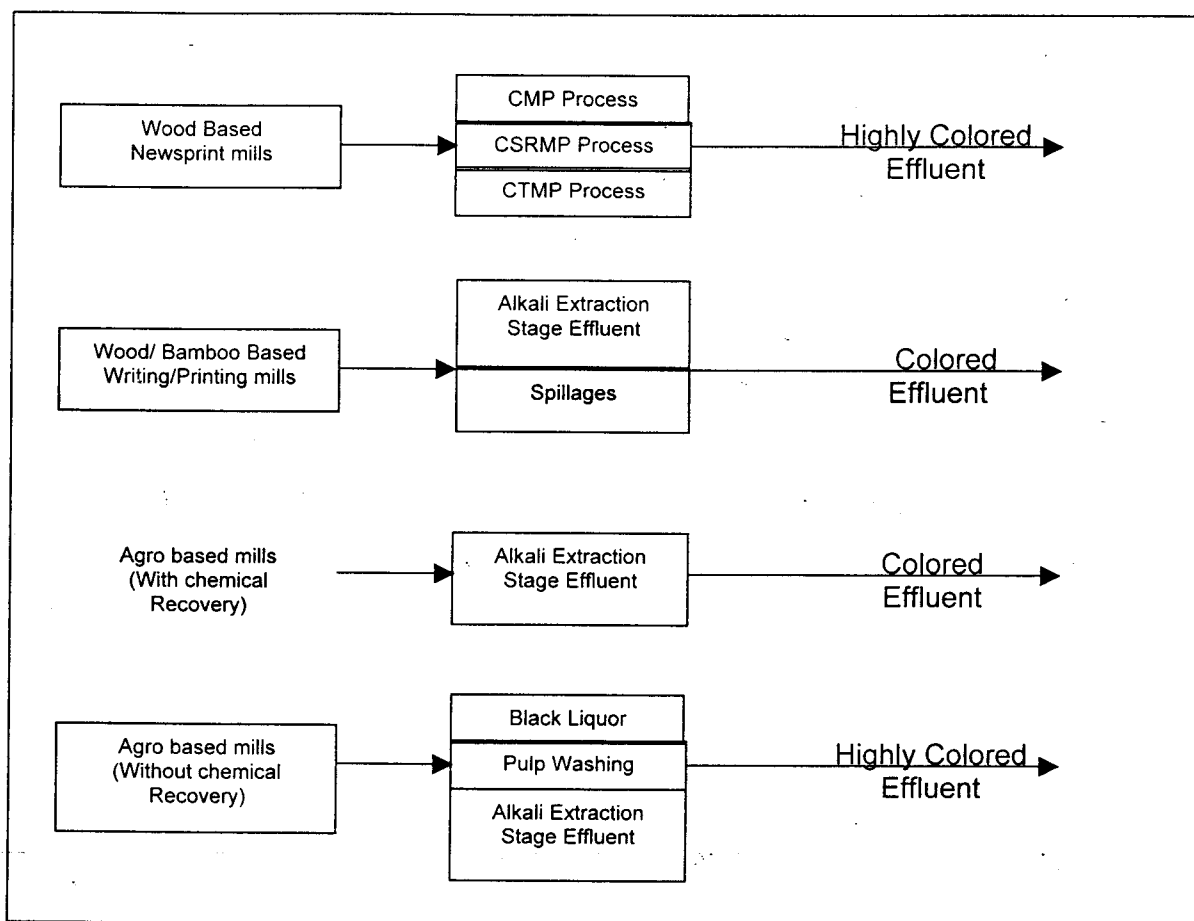 CMP Process
Wood Based
Newsprint mills
CSRMP Process
Highly Colored
Effluent
CTMP Process
Alkali Extraction
Stage Effluent
Wood/ Bamboo Based
Writing/Printing mills
Spillages
Colored
Effluent
Agro based mills
(With chemical
Recovery)
Alkali Extraction
Stage Effluent
Colored
Effluent
Black Liquor
Agro based mills
(Without chemical
Recovery)
Pulp Washing
Alkali Extraction
Stage Effluent
Highly Colored
Effluent